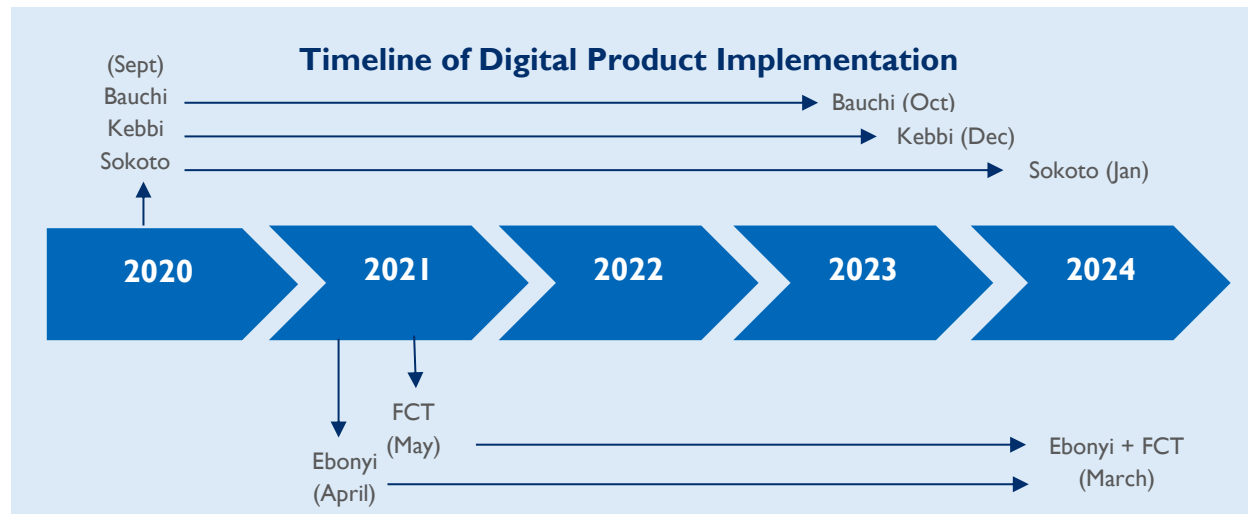 Timeline of Digital Product Implementation
(Sept)
Bauchi
Kebbi
Sokoto
Bauchi (Oct)
Kebbi (Dec)
Sokoto (Jan)
2020
2021
2022
2023
2024
FCT
(May)
Ebonyi
(April)
Ebonyi + FCT
(March)